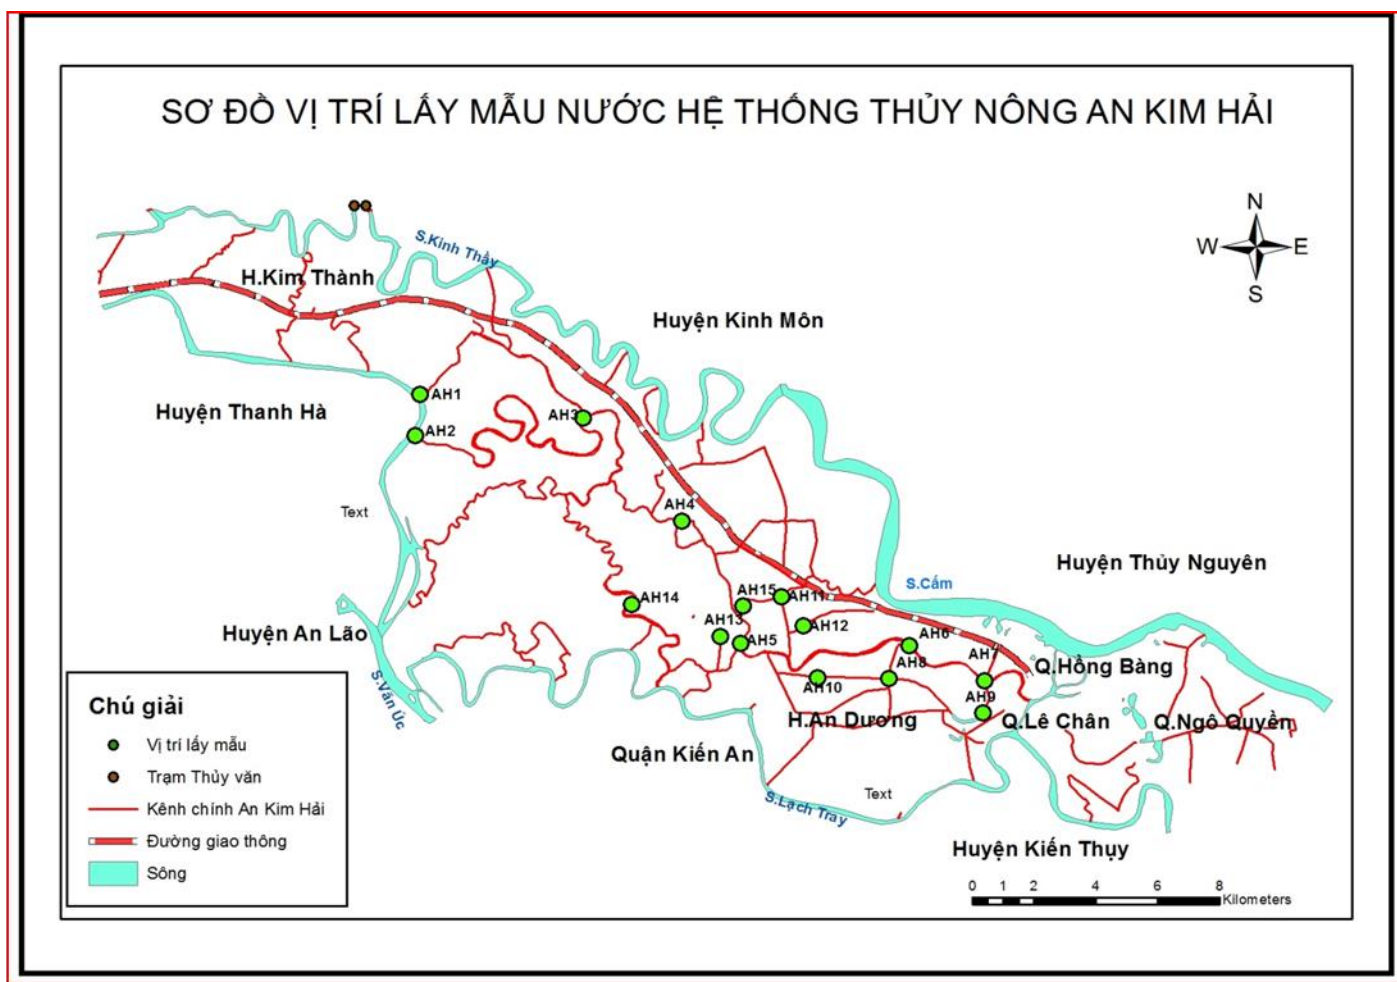 SƠ ĐỒ VỊ TRÍ LẤY MẪU NƯỚC HỆ THỐNG THỦY NÔNG AN KIM HẢI
N
W
E
S
S.Kinh Thầy
H.Kim Thành
Huyện Kinh Môn
AH1
Huyện Thanh Hà
AH3
AH2
AH4
Text
Huyện Thủy Nguyên
S.Cấm
AH15
AH11
AH14
AH12
Huyện An Lão
AH13
AH5
AH6
AH7
AH8
Q.Hồng Bàng
S.Văn Úc
AH10
AH9
H.An Dương
Q.Lê Chân
Q.Ngô Quyền
Quận Kiến An
Text
S.Lạch Tray
Huyện Kiến Thụy
Chú giải
Vị trí lấy mẫu
Trạm Thủy văn
Kênh chính An Kim Hải
Đường giao thông
Sông
0 1 2 4 6 8
Kilometers